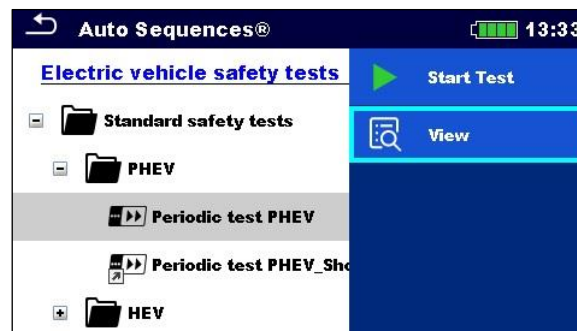 Auto Sequences®
13:33
Electric vehicle safety tests
Start Test
Standard safety tests
View
PHEV
Periodic test PHEV
Periodic test PHEV_Sho
HEV